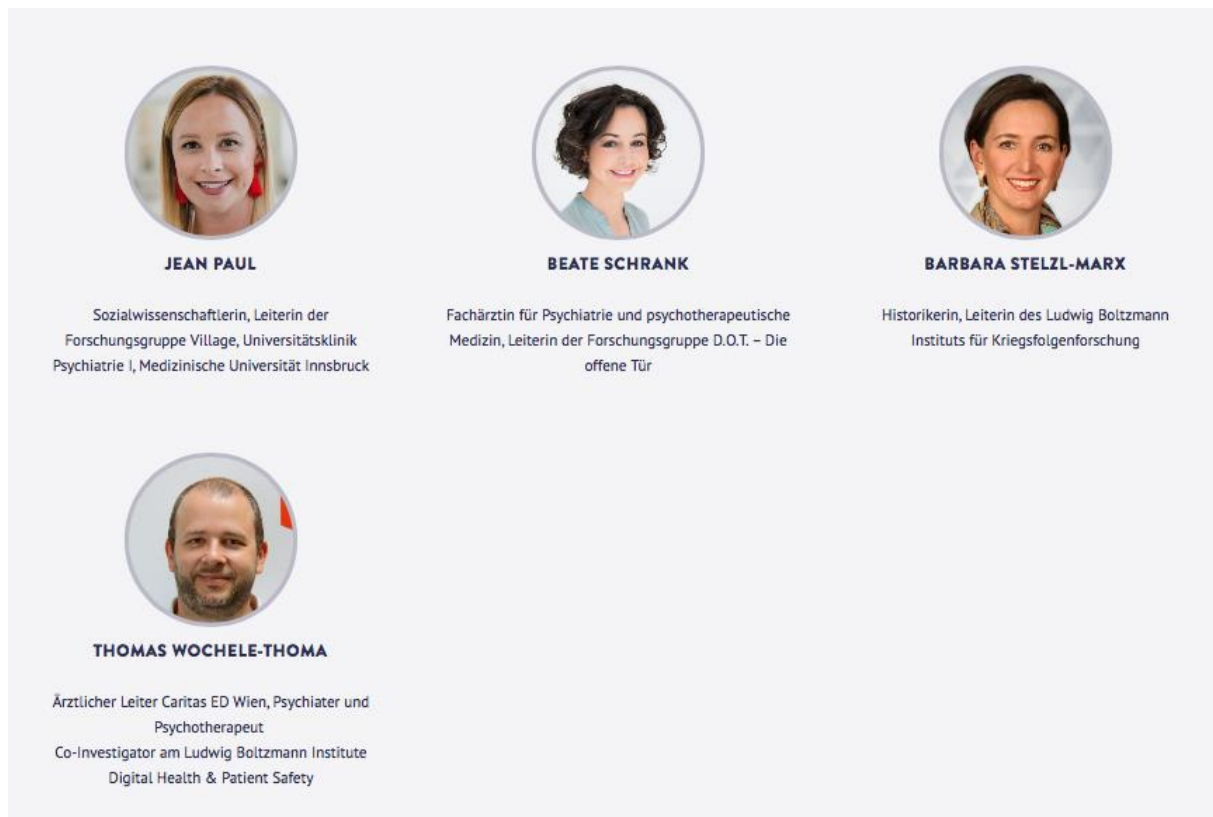 JEAN PAUL
Sozialwissenschaftlerin, Leiterin der
Forschungsgruppe Village, Universitätsklinik
Psychiatrie I, Medizinische Universität Innsbruck
BEATE SCHRANK
Fachärztin für Psychiatrie und psychotherapeutische
Medizin, Leiterin der Forschungsgruppe D.O.T. – Die
offene Tür
BARBARA STELZL-MARX
Historikerin, Leiterin des Ludwig Boltzmann
Instituts für Kriegsfolgenforschung
THOMAS WOCHELE-THOMA
Ärztlicher Leiter Caritas ED Wien, Psychiater und
Psychotherapeut
Co-Investigator am Ludwig Boltzmann Institute
Digital Health & Patient Safety